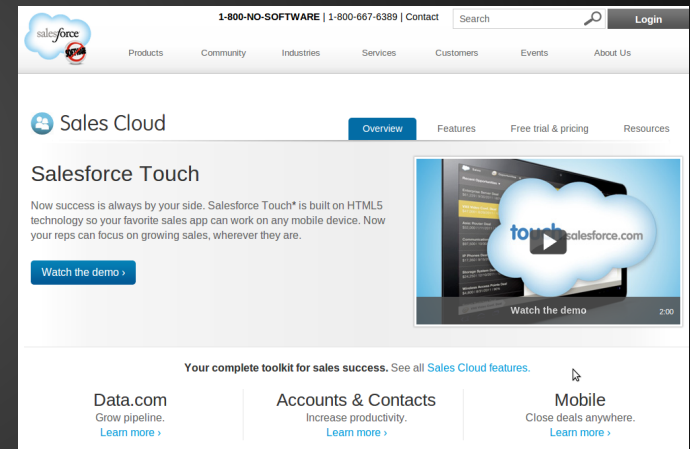 1-800-NO-SOFTWARE | 1-800-667-6389 | Contact
Search
Login
salesforce
SOFTWARE
Products Community Industries Services Customers Events About Us
Sales Cloud
Overview Features Free trial & pricing Resources
Salesforce Touch
Now success is always by your side. Salesforce Touch* is built on HTML5
technology so your favorite sales app can work on any mobile device. Now
your reps can focus on growing sales, wherever they are.
Watch the demo ›
touch
salesforce.com
Watch the demo
2:00
Your complete toolkit for sales success. See all Sales Cloud features.
Data.com
Grow pipeline.
Learn more ›
Accounts & Contacts
Increase productivity.
Learn more ›
Mobile
Close deals anywhere.
Learn more ›